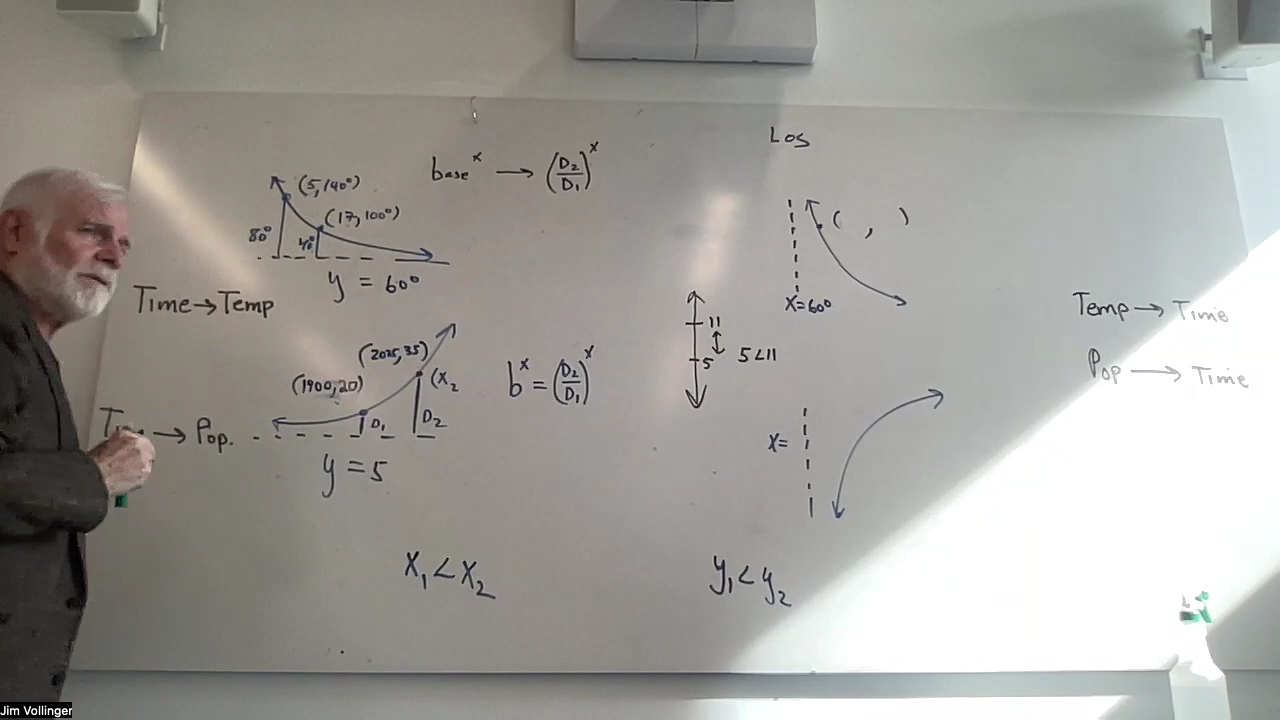 base^x → (D₂/D₁)^x
(5,140°)
(17,100°)
80°
40°
y = 60°
Time → Temp
(2025,35)
(1900,20)
(x₂
D₁
D₂
→ Pop.
y = 5
b^x = (D₂/D₁)^x
x₁ < x₂
Log
( , )
x=60°
11
5
5<11
x=
y₁ < y₂
Temp → Time
Pop → Time
Jim Vollinger